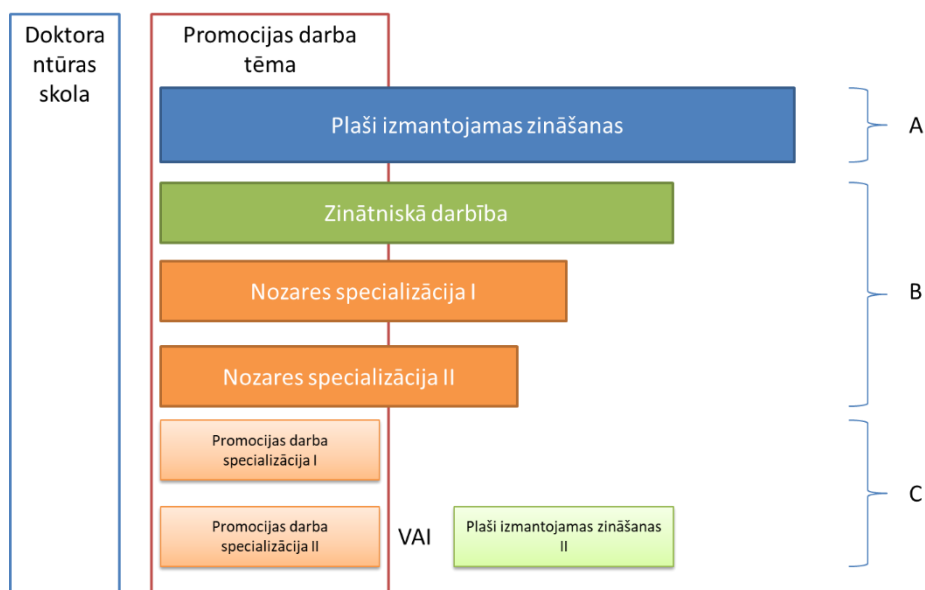 Doktora
ntūras
skola
Promocijas darba
tēma
Plaši izmantojamas zināšanas
A
Zinātniskā darbība
Nozares specializācija I
B
Nozares specializācija II
Promocijas darba
specializācija I
C
Promocijas darba
specializācija II
VAI
Plaši izmantojamas zināšanas
II